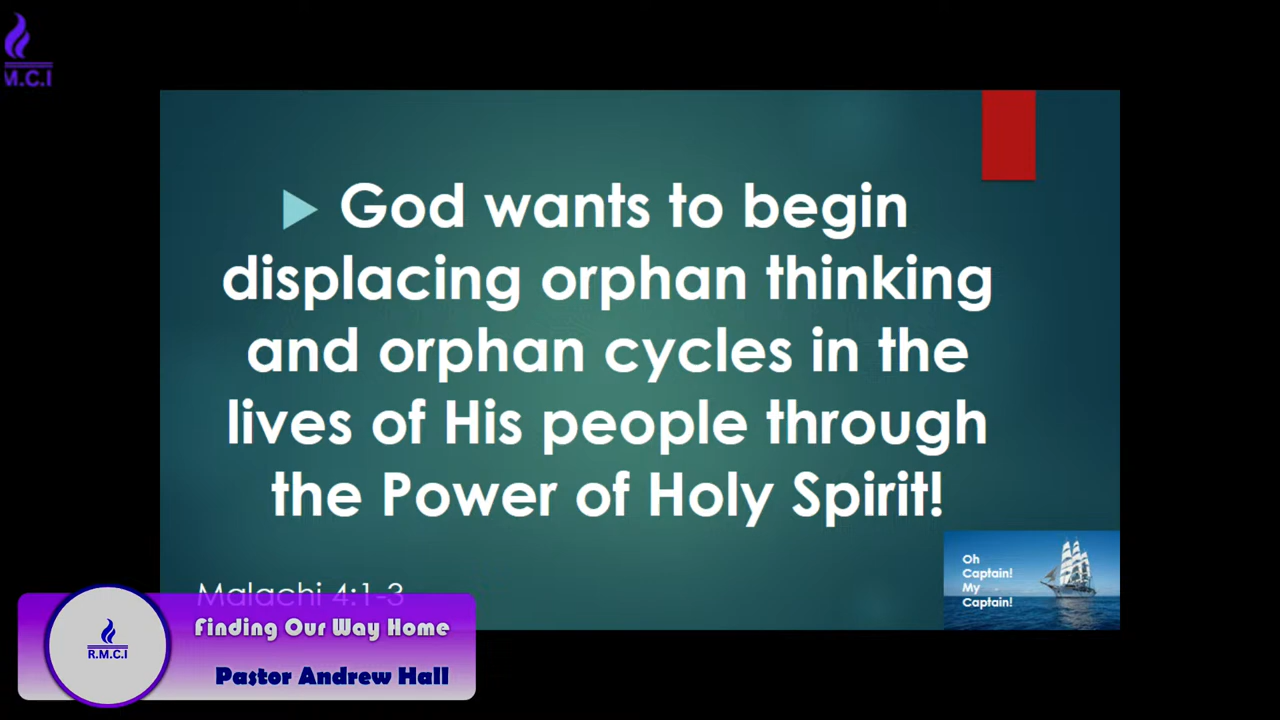 M.C.I
God wants to begin
displacing orphan thinking
and orphan cycles in the
lives of His people through
the Power of Holy Spirit!
Oh
Captain!
My
Captain!
Malachi 4:1-3
Finding Our Way Home
R.M.C.I
Pastor Andrew Hall